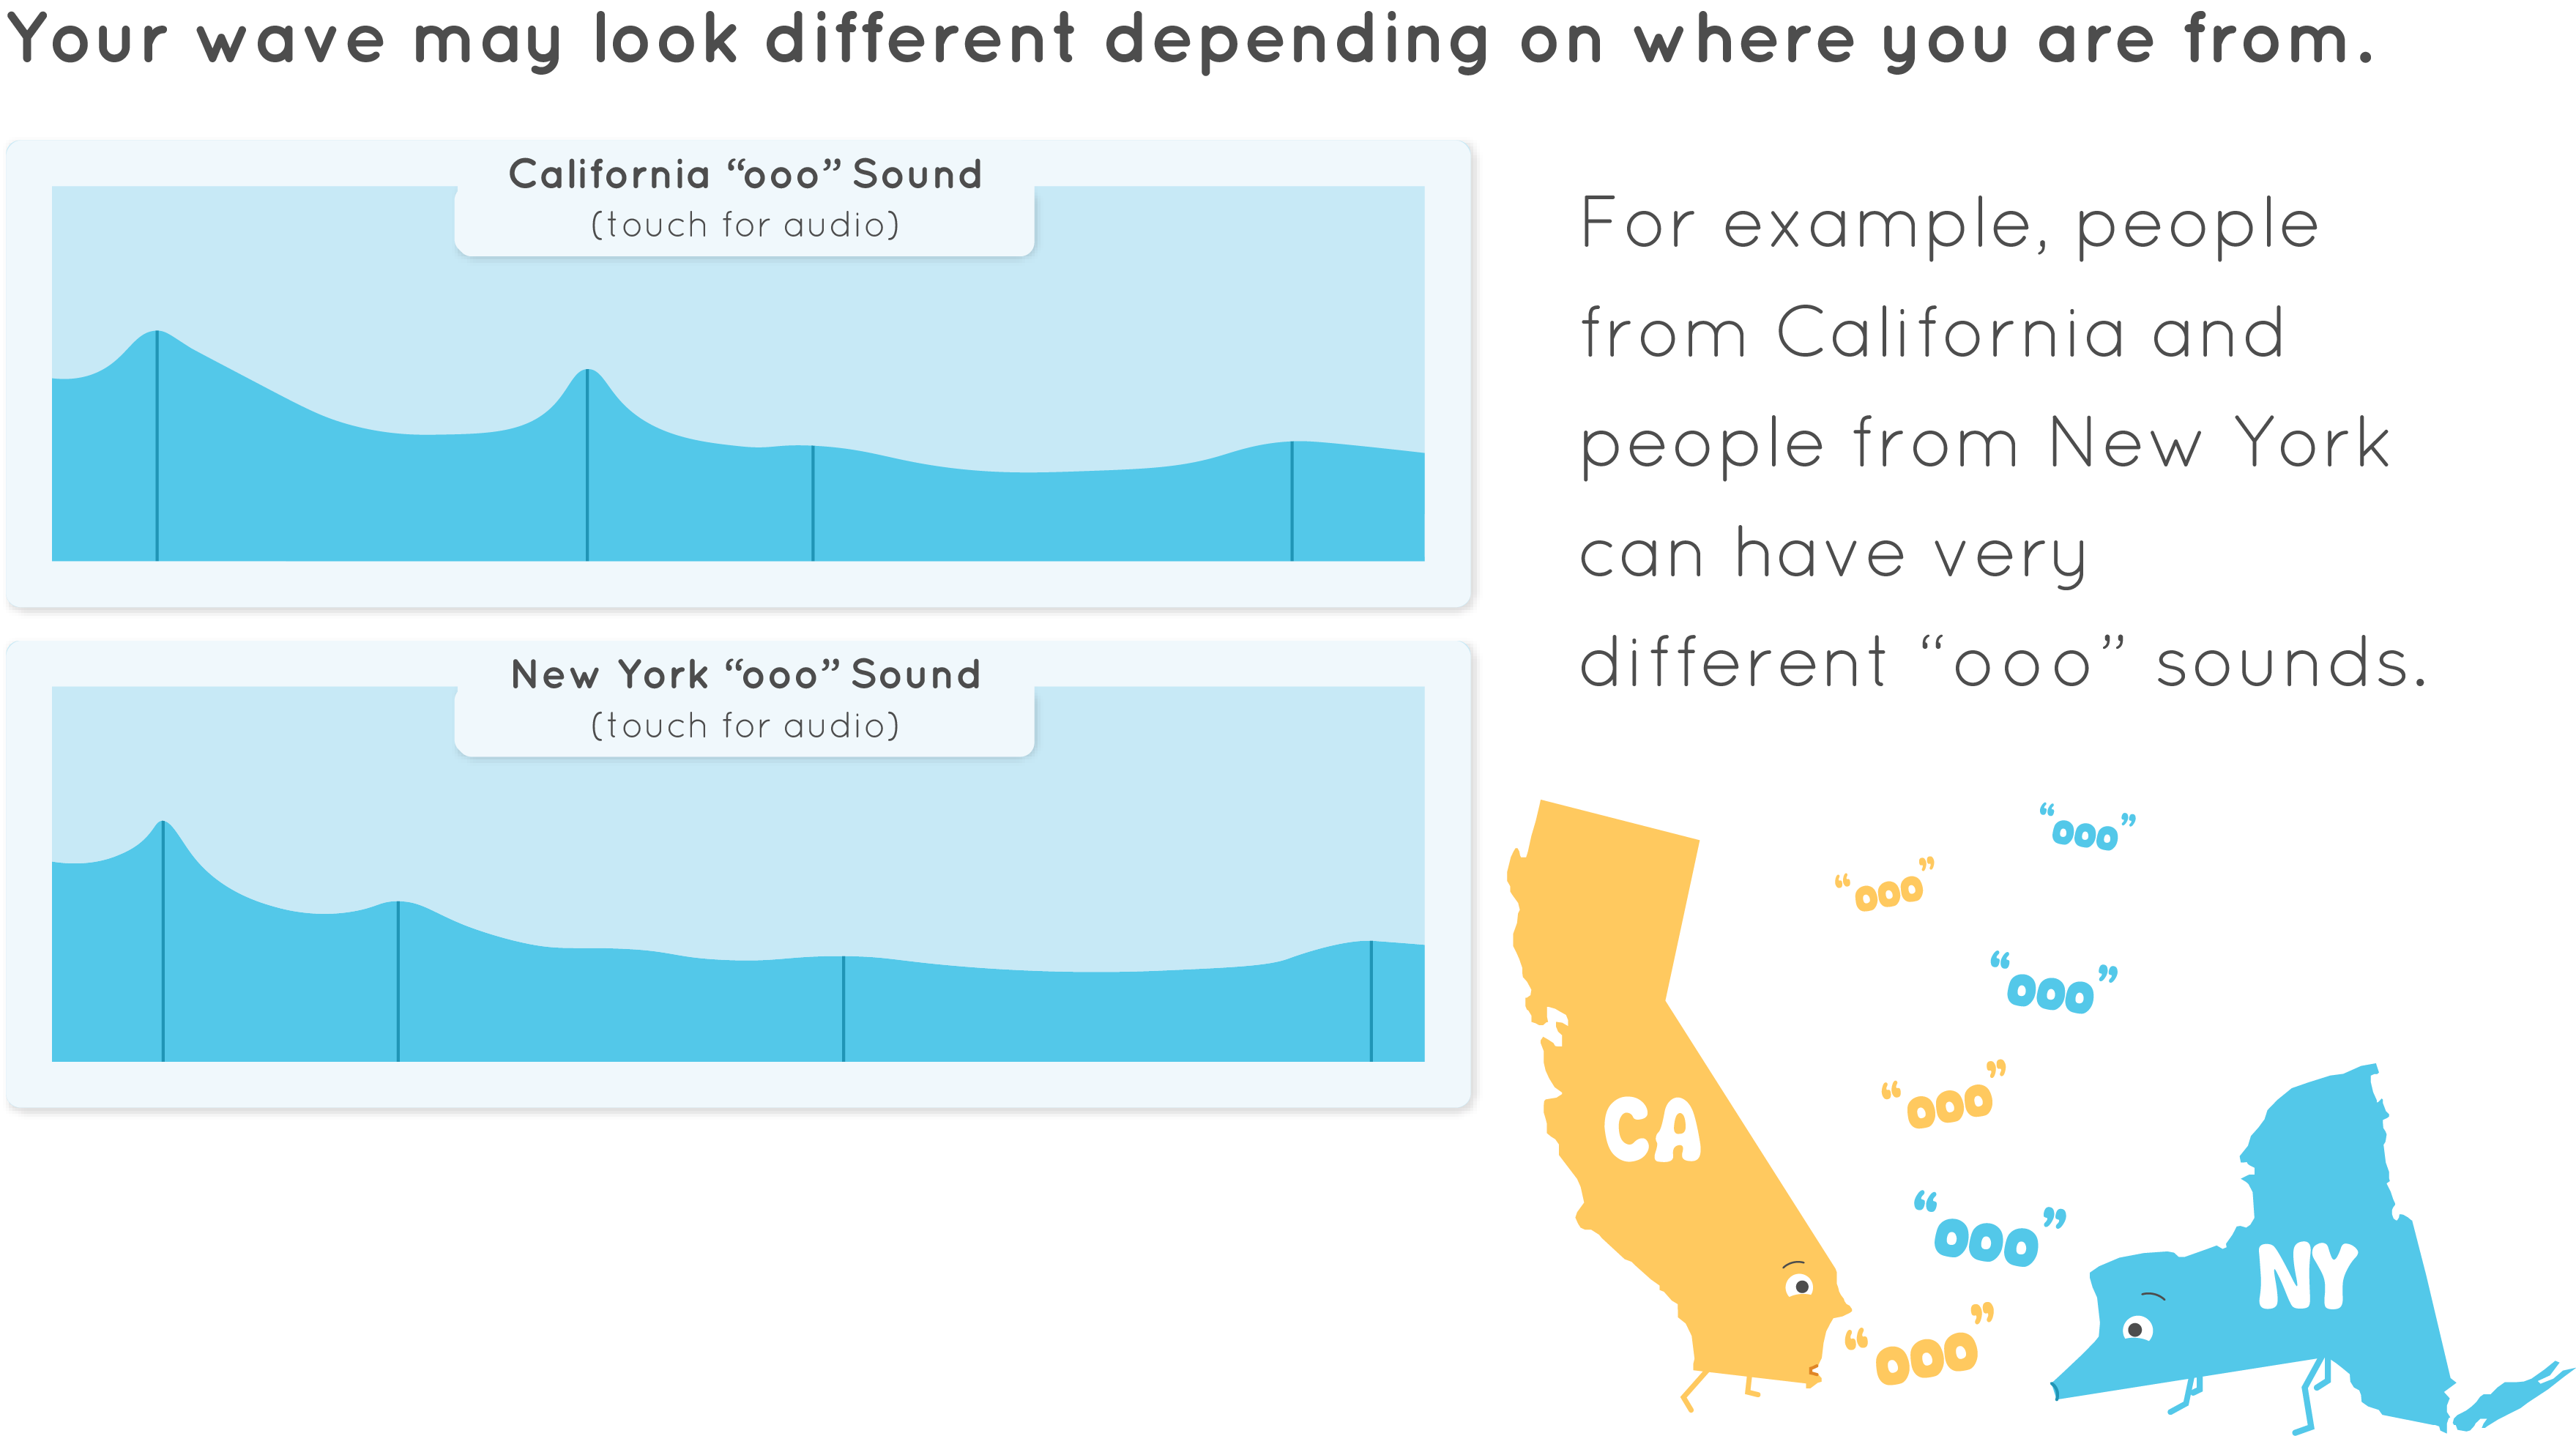 Your wave may look different depending on where you are from.
California “ooo” Sound
(touch for audio)
New York “ooo” Sound
(touch for audio)
For example, people
from California and
people from New York
can have very
different “ooo” sounds.
“ooo”
“ooo”
“ooo”
“ooo”
CA
“ooo”
NY
“ooo”